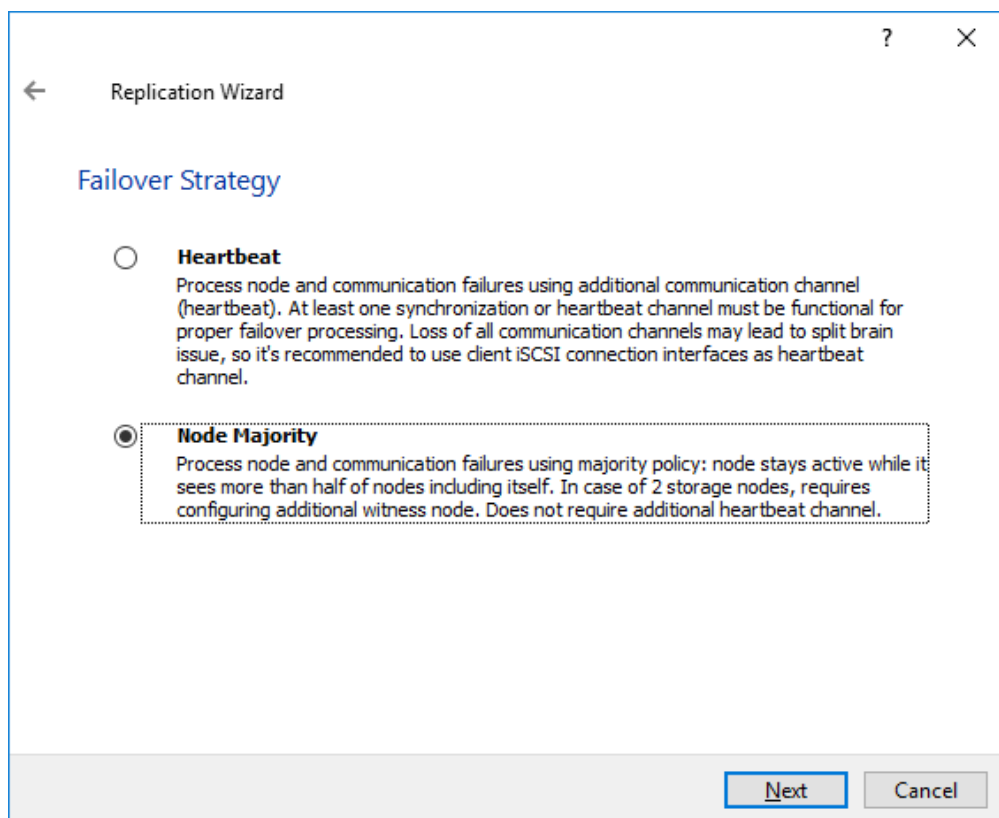 ?
Replication Wizard
Failover Strategy
Heartbeat
Process node and communication failures using additional communication channel
(heartbeat). At least one synchronization or heartbeat channel must be functional for
proper failover processing. Loss of all communication channels may lead to split brain
issue, so it's recommended to use client iSCSI connection interfaces as heartbeat
channel.
Node Majority
Process node and communication failures using majority policy: node stays active while it
sees more than half of nodes including itself. In case of 2 storage nodes, requires
configuring additional witness node. Does not require additional heartbeat channel.
Next
Cancel